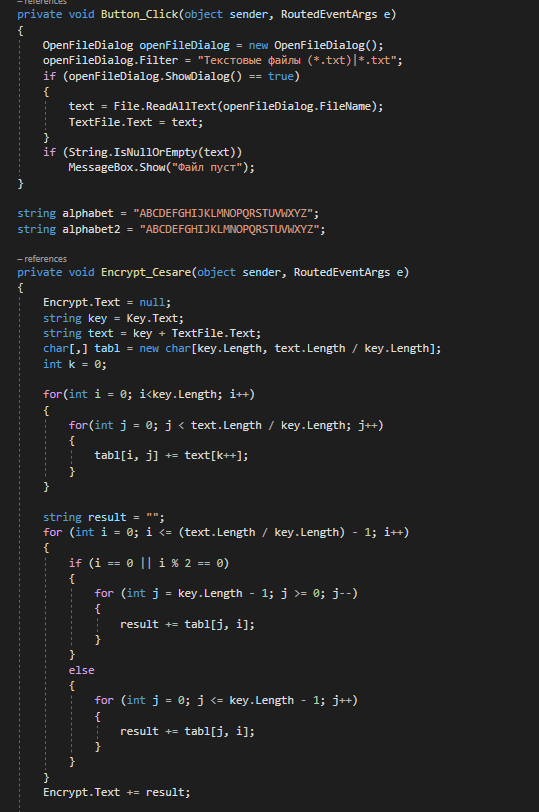 – references
private void Button_Click(object sender, RoutedEventArgs e)
{
OpenFileDialog openFileDialog = new OpenFileDialog();
openFileDialog.Filter = "Текстовые файлы (*.txt)|*.txt";
if (openFileDialog.ShowDialog() == true)
{
text = File.ReadAllText(openFileDialog.FileName);
TextFile.Text = text;
}
if (String.IsNullOrEmpty(text))
MessageBox.Show("Файл пуст");
}
string alphabet = "ABCDEFGHIJKLMNOPQRSTUVWXYZ";
string alphabet2 = "ABCDEFGHIJKLMNOPQRSTUVWXYZ";
– references
private void Encrypt_Cesare(object sender, RoutedEventArgs e)
{
Encrypt.Text = null;
string key = Key.Text;
string text = key + TextFile.Text;
char[,] tabl = new char[key.Length, text.Length / key.Length];
int k = 0;
for(int i = 0; i<key.Length; i++)
{
for(int j = 0; j < text.Length / key.Length; j++)
{
tabl[i, j] += text[k++];
}
}
string result = "";
for (int i = 0; i <= (text.Length / key.Length) - 1; i++)
{
if (i == 0 || i % 2 == 0)
{
for (int j = key.Length - 1; j >= 0; j--)
{
result += tabl[j, i];
}
}
else
{
for (int j = 0; j <= key.Length - 1; j++)
{
result += tabl[j, i];
}
}
}
Encrypt.Text += result;